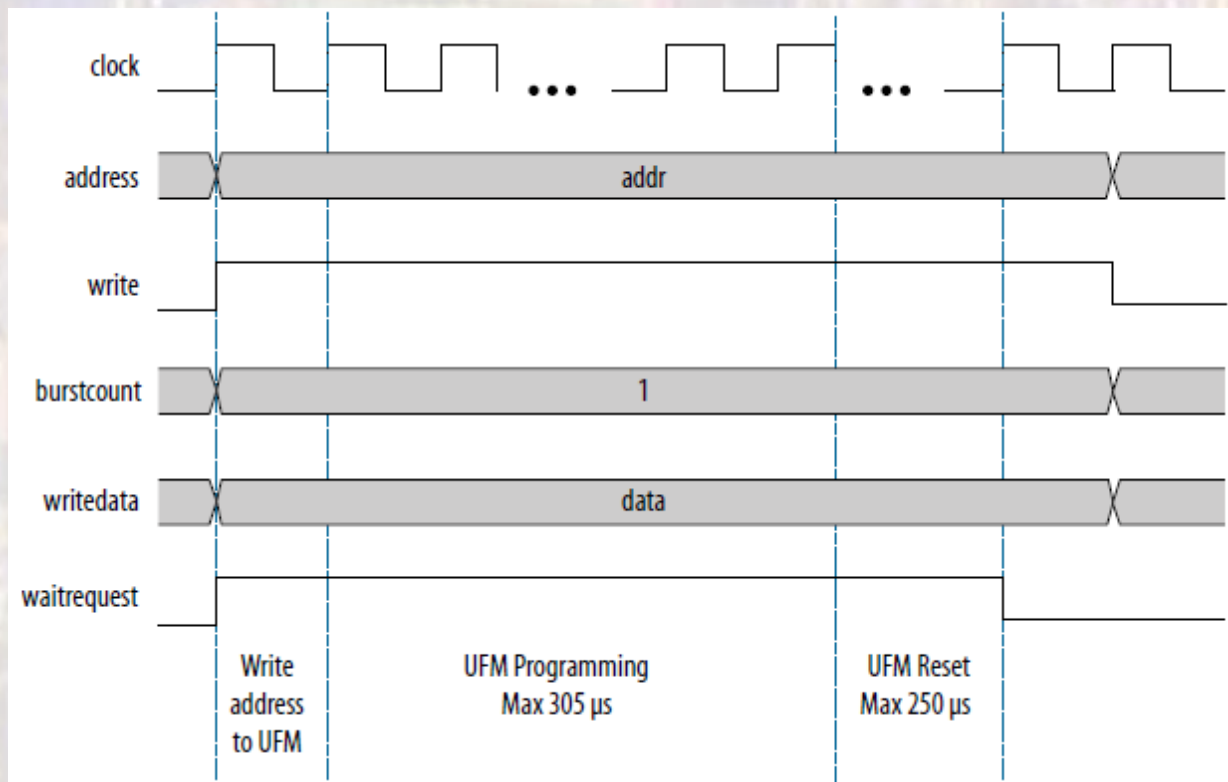 clock
address
addr
write
burstcount
1
writedata
data
waitrequest
Write
address
to UFM
UFM Programming
Max 305 µs
UFM Reset
Max 250 µs